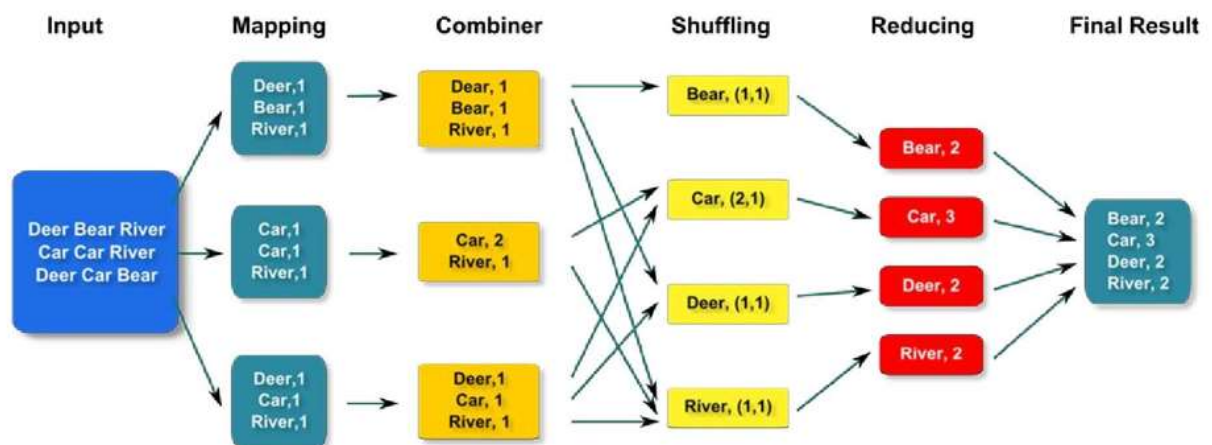 Input
Mapping
Combiner
Shuffling
Reducing
Final Result
Deer Bear River
Car Car River
Deer Car Bear
Deer,1
Bear,1
River,1
Car,1
Car,1
River,1
Deer,1
Car,1
River,1
Dear, 1
Bear, 1
River, 1
Car, 2
River, 1
Deer,1
Car, 1
River, 1
Bear, (1,1)
Car, (2,1)
Deer, (1,1)
River, (1,1)
Bear, 2
Car, 3
Deer, 2
River, 2
Bear, 2
Car, 3
Deer, 2
River, 2